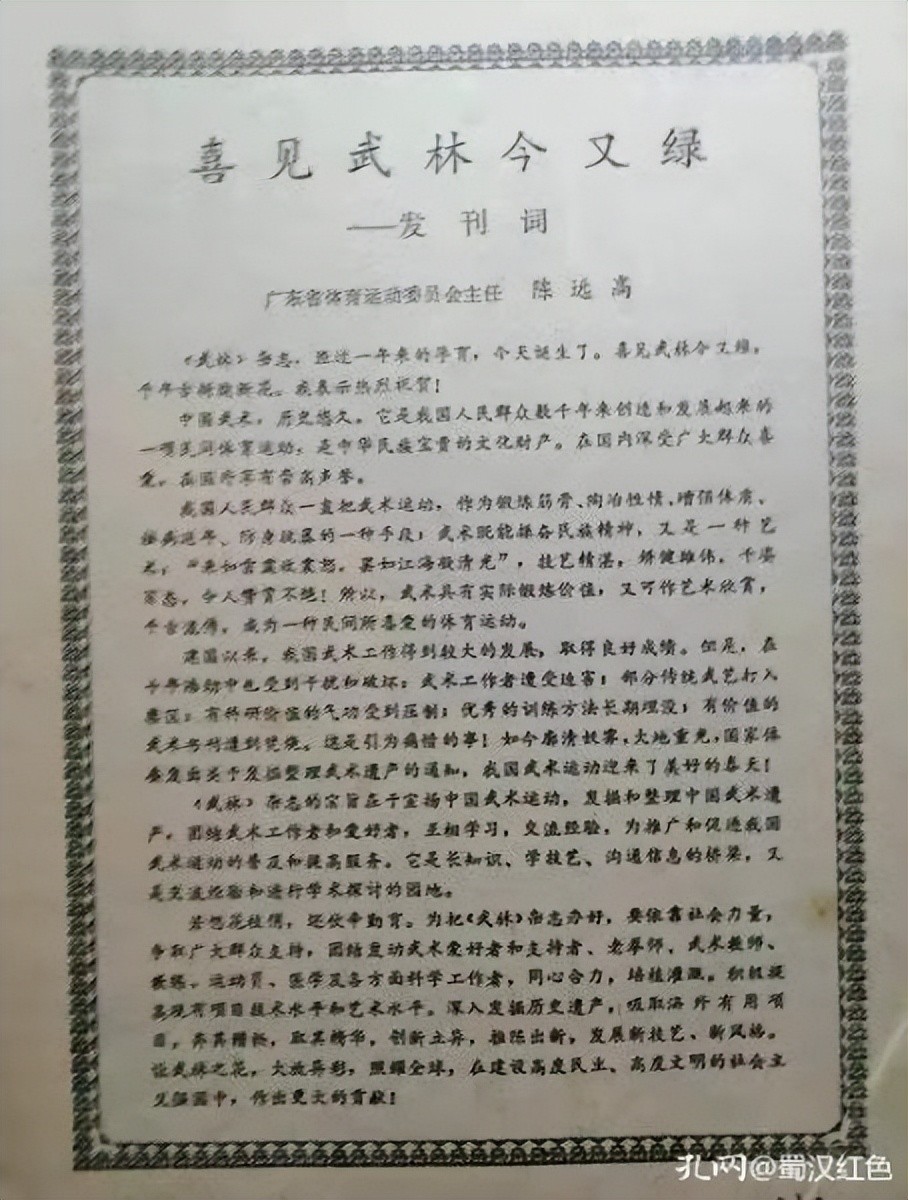 喜见武林今又绿
——发刊词
广东省体育运动委员会主任 陈远高
《武林》杂志，经过一年来的孕育，今天诞生了。喜见武林今又绿，
千年古树绽新花。我表示热烈祝贺！
中国武术，历史悠久。它是我国人民群众数千年来创造和发展起来的
一项民间体育运动，是中华民族宝贵的文化财产。在国内深受广大群众喜
爱，在国外享有崇高声誉。
我国人民群众一直把武术运动，作为锻炼筋骨、陶冶性情、增强体质、
祛病延年、防身抗暴的一种手段；武术既能振奋民族精神，又是一种艺
术，“来如雷霆收震怒，罢如江海凝清光”，技艺精湛，矫健雄伟，千姿
百态，令人赞赏不绝！所以，武术具有实际锻炼价值，又可作艺术欣赏，
千古流传，成为一种民间所喜爱的体育运动。
建国以来，我国武术工作得到较大的发展，取得良好成绩。但是，在
十年浩劫中也受到干扰和破坏：武术工作者遭受迫害；部分传统武艺打入
禁区；有科研价值的气功受到压制；优秀的训练方法长期埋没；有价值的
武术书刊遭到焚烧。这是引为痛惜的事！如今廓清妖雾，大地重光，国家体
委发出关于发掘整理武术遗产的通知，我国武术运动迎来了美好的春天！
《武林》杂志的宗旨在于宣扬中国武术运动，发掘和整理中国武术遗
产，团结武术工作者和爱好者，互相学习，交流经验，为推广和促进我国
武术运动的普及和提高服务。它是长知识、学技艺、沟通信息的桥梁，又
是交流经验和进行学术探讨的园地。
若想花枝俏，还仗辛勤育。为把《武林》杂志办好，要依靠社会力量，
争取广大群众支持，团结发动武术爱好者和支持者、老拳师、武术教师、
教练、运动员、医学及各方面科学工作者，同心合力，培植灌溉。积极提
高现有项目技术水平和艺术水平。深入发掘历史遗产，吸取海外有用项
目，弃其糟粕，取其精华，创新立异，推陈出新，发展新技艺、新风格。
让武林之花，大放异彩，照耀全球，在建设高度民主、高度文明的社会主
义强国中，作出更大的贡献！
孔网@蜀汉红色